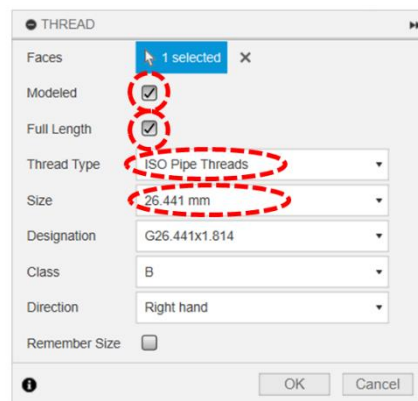 THREAD
Faces 1 selected
Modeled
Full Length
Thread Type ISO Pipe Threads
Size 26.441 mm
Designation G26.441x1.814
Class B
Direction Right hand
Remember Size
OK Cancel